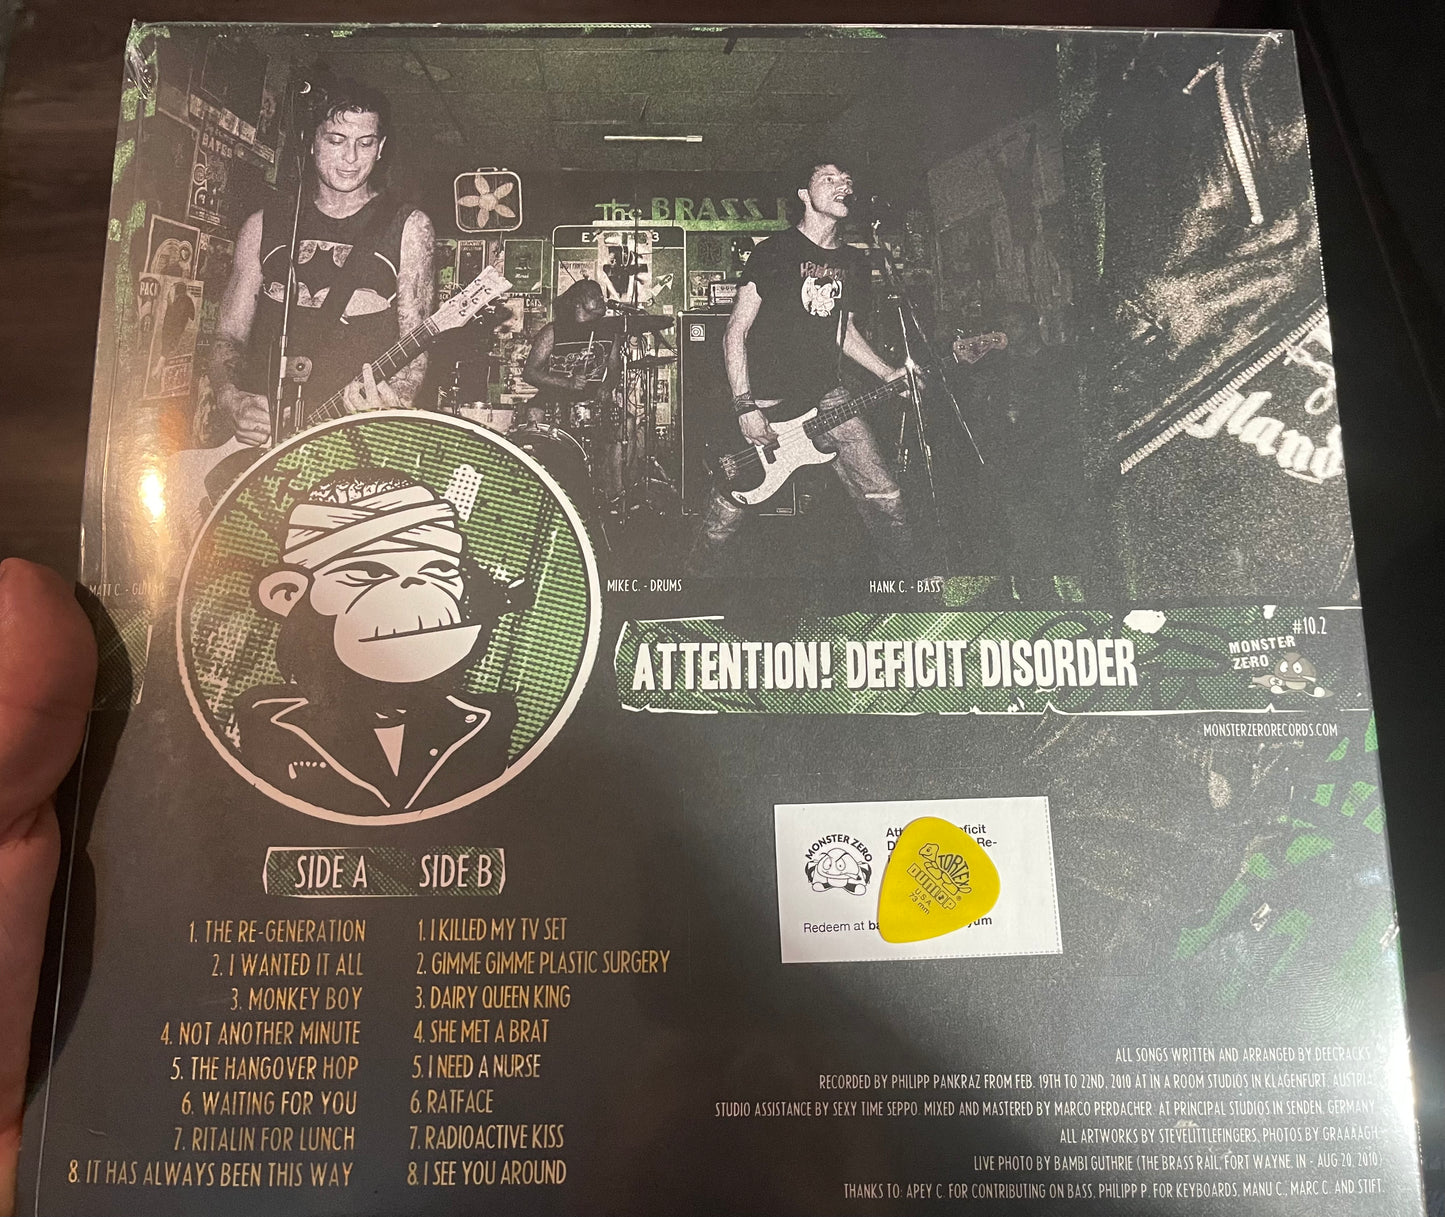 The BRASS
MATT C. - GUITAR
MIKE C. - DRUMS
HANK C. - BASS
#10.2
ATTENTION! DEFICIT DISORDER
MONSTER
ZERO
MONSTERZERORECORDS.COM
MONSTER ZERO
Redeem at
TORTEX®
DUNLOP
U.S.A.
.73 mm
SIDE A
1. THE RE-GENERATION
2. I WANTED IT ALL
3. MONKEY BOY
4. NOT ANOTHER MINUTE
5. THE HANGOVER HOP
6. WAITING FOR YOU
7. RITALIN FOR LUNCH
8. IT HAS ALWAYS BEEN THIS WAY
SIDE B
1. I KILLED MY TV SET
2. GIMME GIMME PLASTIC SURGERY
3. DAIRY QUEEN KING
4. SHE MET A BRAT
5. I NEED A NURSE
6. RATFACE
7. RADIOACTIVE KISS
8. I SEE YOU AROUND
ALL SONGS WRITTEN AND ARRANGED BY DEECRACKS.
RECORDED BY PHILIPP PANKRAZ FROM FEB. 19TH TO 22ND, 2010 AT IN A ROOM STUDIOS IN KLAGENFURT, AUSTRIA.
STUDIO ASSISTANCE BY SEXY TIME SEPPO. MIXED AND MASTERED BY MARCO PERDACHER. AT PRINCIPAL STUDIOS IN SENDEN, GERMANY.
ALL ARTWORKS BY STEVELITTLEFINGERS, PHOTOS BY GRAAAAGH.
LIVE PHOTO BY BAMBI GUTHRIE (THE BRASS RAIL, FORT WAYNE, IN - AUG 20, 2010)
THANKS TO: APEY C. FOR CONTRIBUTING ON BASS, PHILIPP P. FOR KEYBOARDS, MANU C., MARC C. AND STIFT.